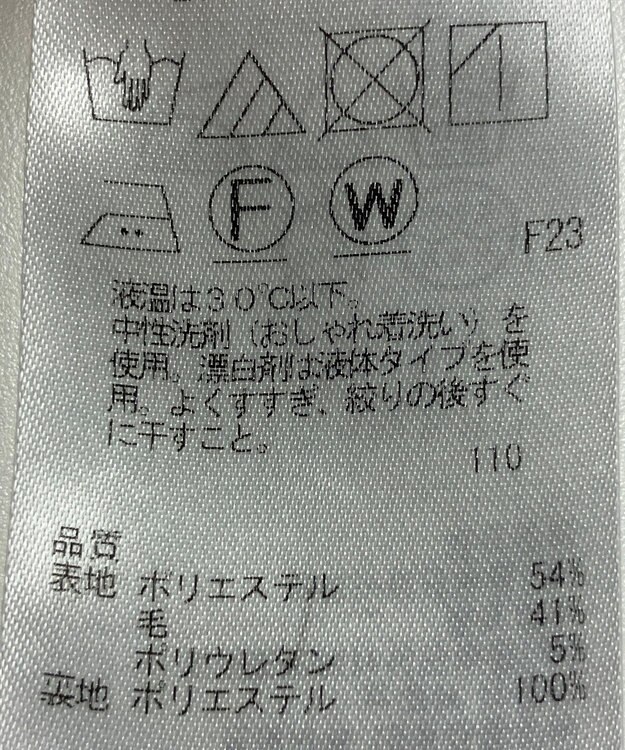 F W
F23
液温は30℃以下。
中性洗剤（おしゃれ着洗い）を
使用。漂白剤は液体タイプを使
用。よくすすぎ、絞りの後すぐ
に干すこと。
110
品質
表地 ポリエステル 54%
毛 41%
ポリウレタン 5%
裏地 ポリエステル 100%